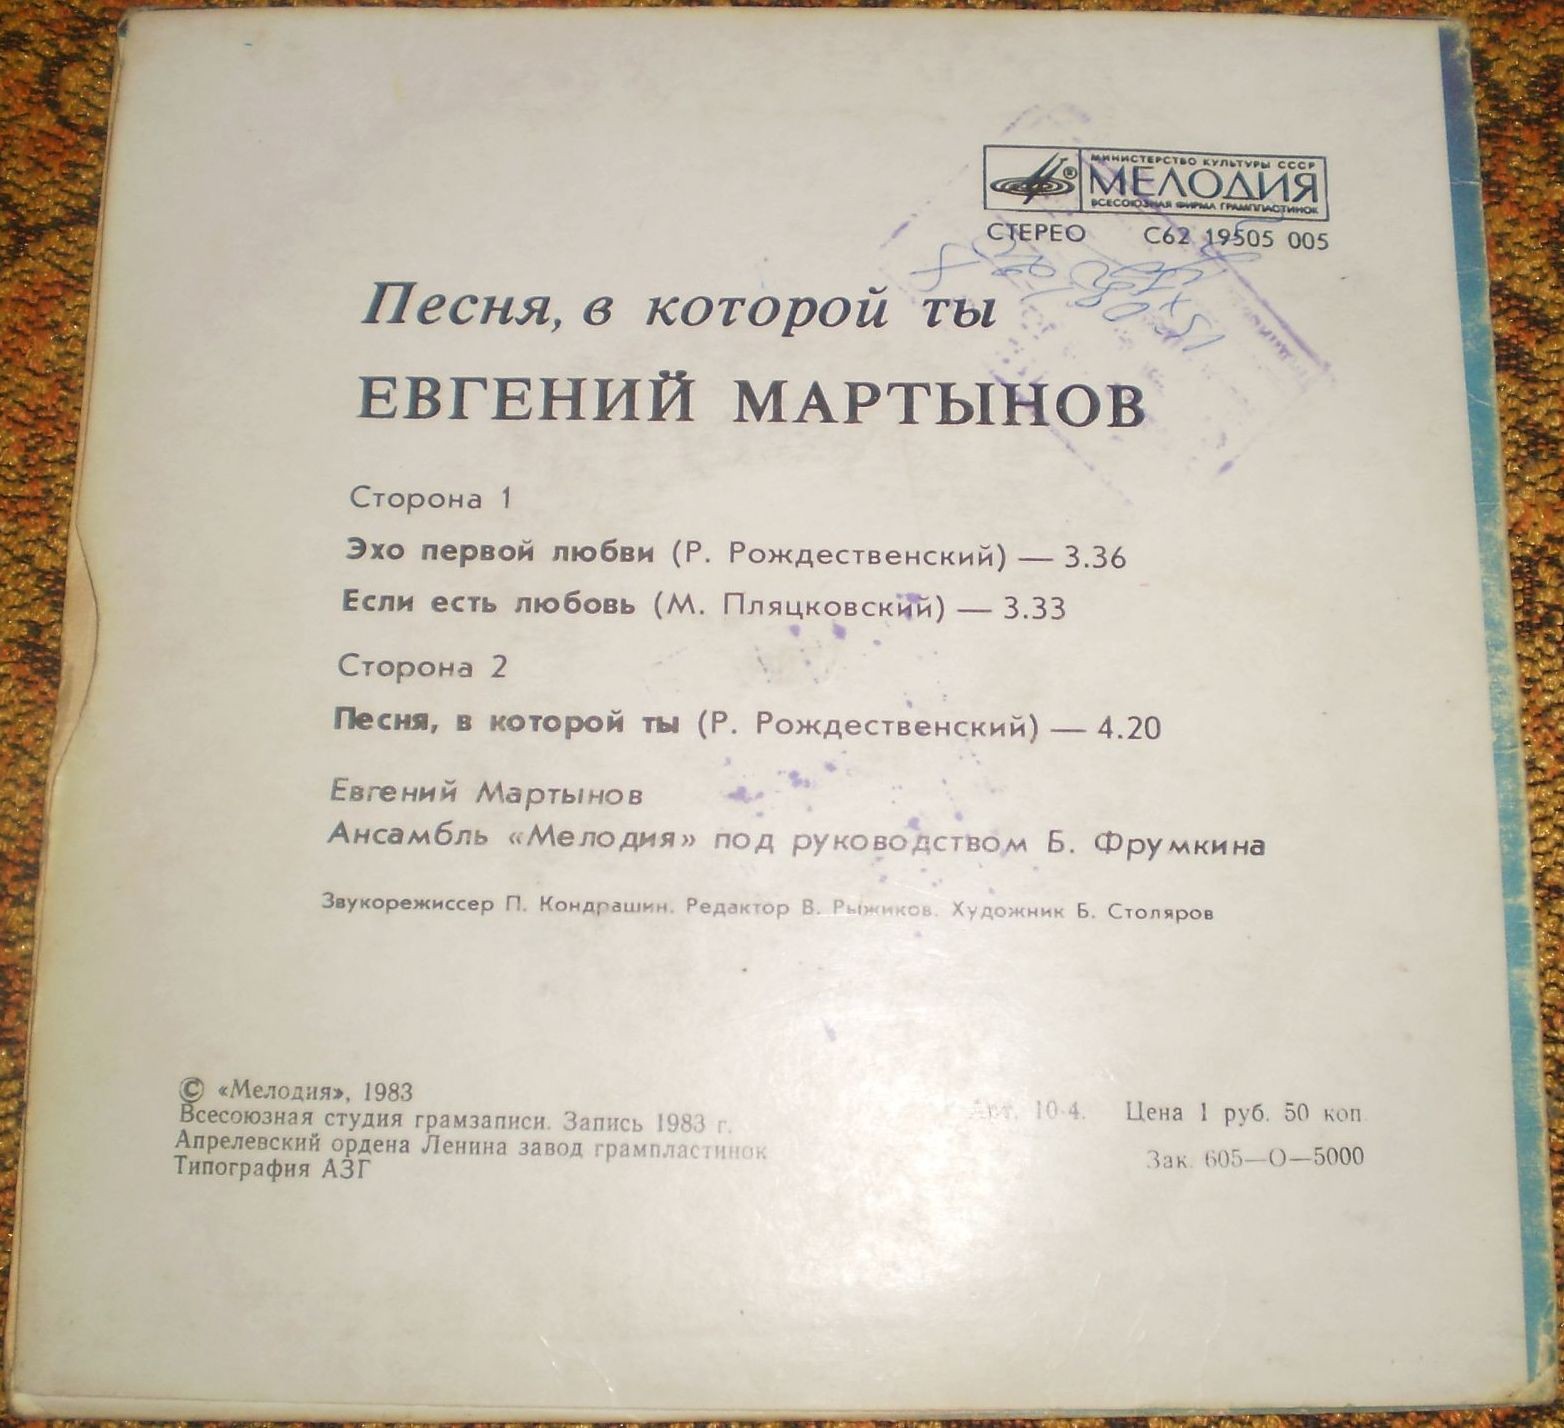 МИНИСТЕРСТВО КУЛЬТУРЫ СССР
® МЕЛОДИЯ
ВСЕСОЮЗНАЯ ФИРМА ГРАМПЛАСТИНОК
СТЕРЕО С62 19505 005
Песня, в которой ты
ЕВГЕНИЙ МАРТЫНОВ
Сторона 1
Эхо первой любви (Р. Рождественский) — 3.36
Если есть любовь (М. Пляцковский) — 3.33
Сторона 2
Песня, в которой ты (Р. Рождественский) — 4.20
Евгений Мартынов
Ансамбль «Мелодия» под руководством Б. Фрумкина
Звукорежиссер П. Кондрашин. Редактор В. Рыжиков. Художник Б. Столяров
© «Мелодия», 1983
Всесоюзная студия грамзаписи. Запись 1983 г.
Апрелевский ордена Ленина завод грампластинок
Типография АЗГ
Арт. 10-4. Цена 1 руб. 50 коп.
Зак. 605—О—5000